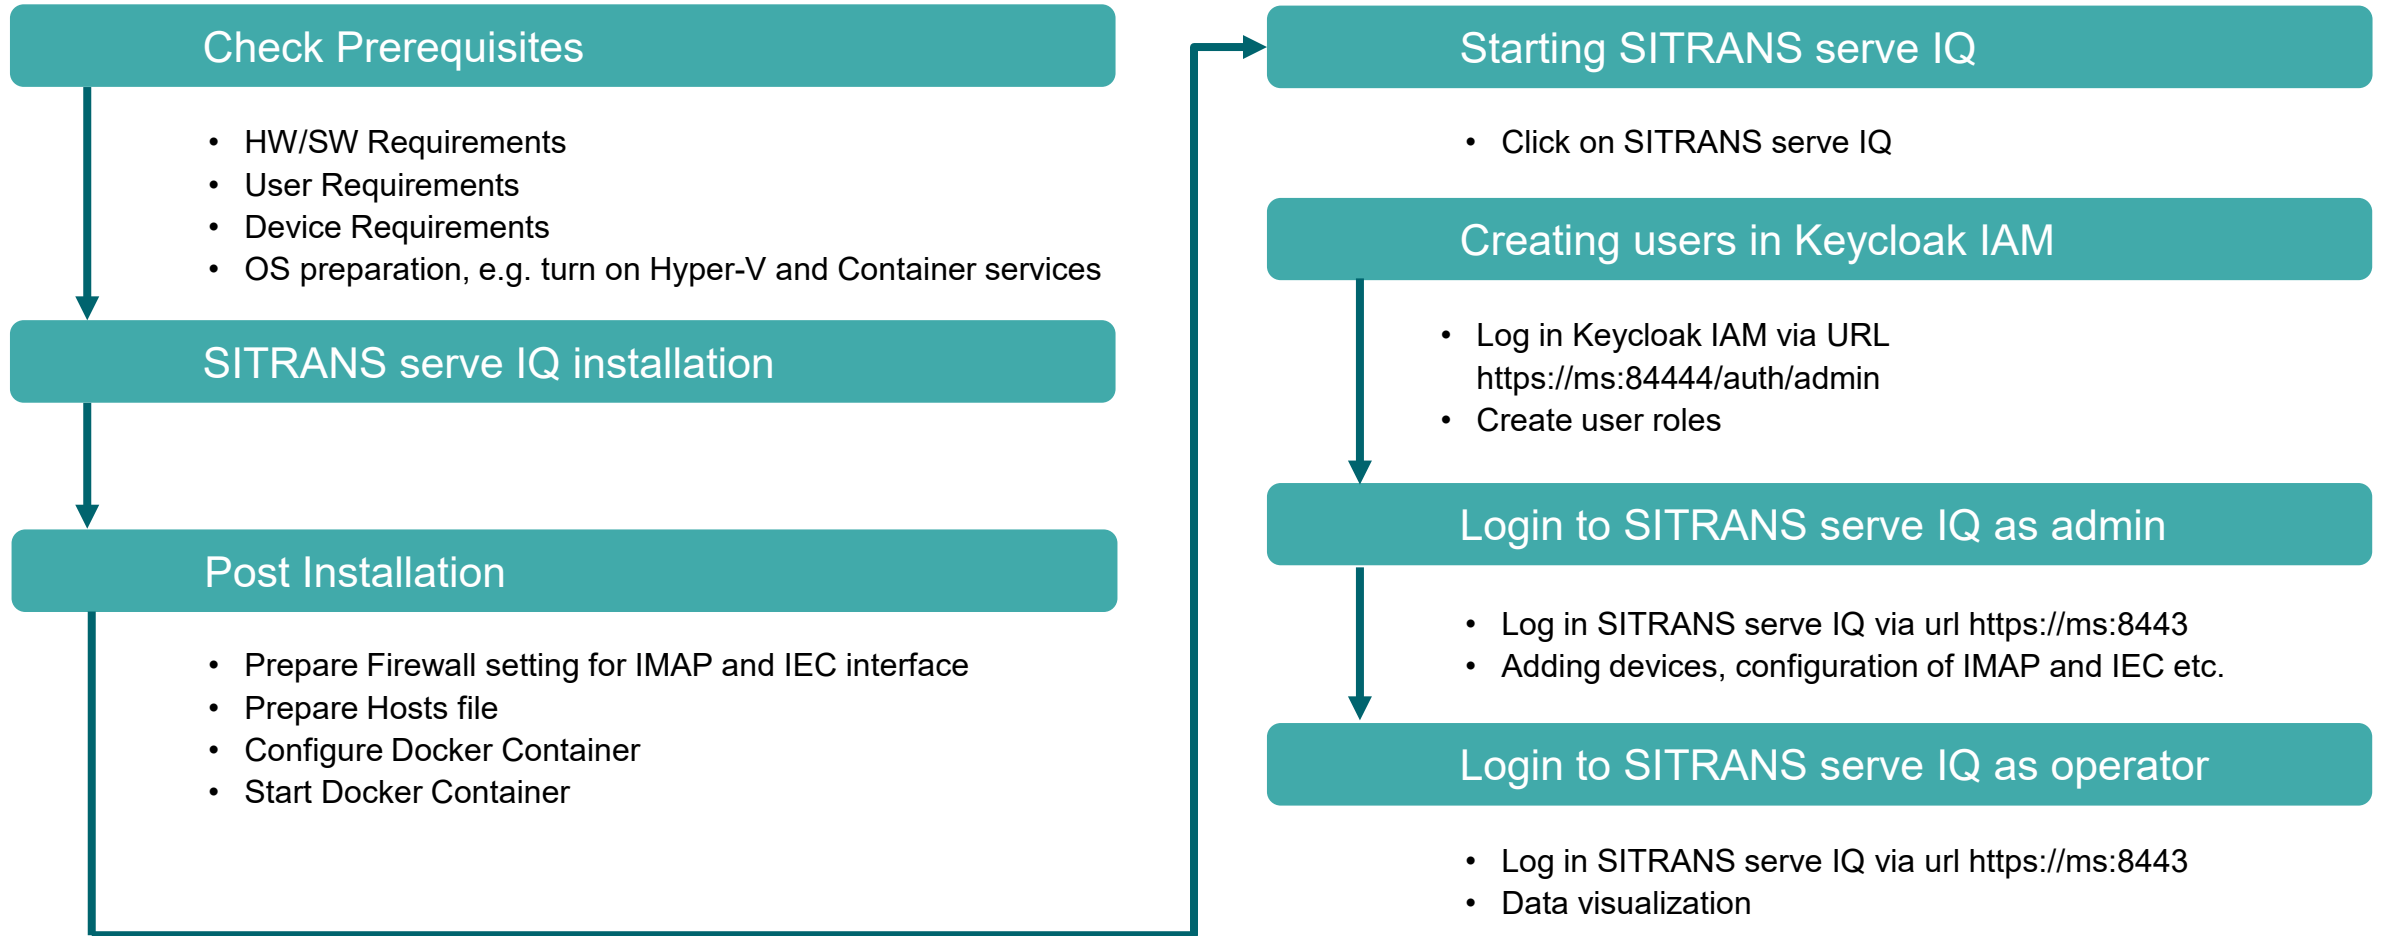 Check Prerequisites
• HW/SW Requirements
• User Requirements
• Device Requirements
• OS preparation, e.g. turn on Hyper-V and Container services
SITRANS serve IQ installation
Post Installation
• Prepare Firewall setting for IMAP and IEC interface
• Prepare Hosts file
• Configure Docker Container
• Start Docker Container
Starting SITRANS serve IQ
• Click on SITRANS serve IQ
Creating users in Keycloak IAM
• Log in Keycloak IAM via URL
https://ms:84444/auth/admin
• Create user roles
Login to SITRANS serve IQ as admin
• Log in SITRANS serve IQ via url https://ms:8443
• Adding devices, configuration of IMAP and IEC etc.
Login to SITRANS serve IQ as operator
• Log in SITRANS serve IQ via url https://ms:8443
• Data visualization